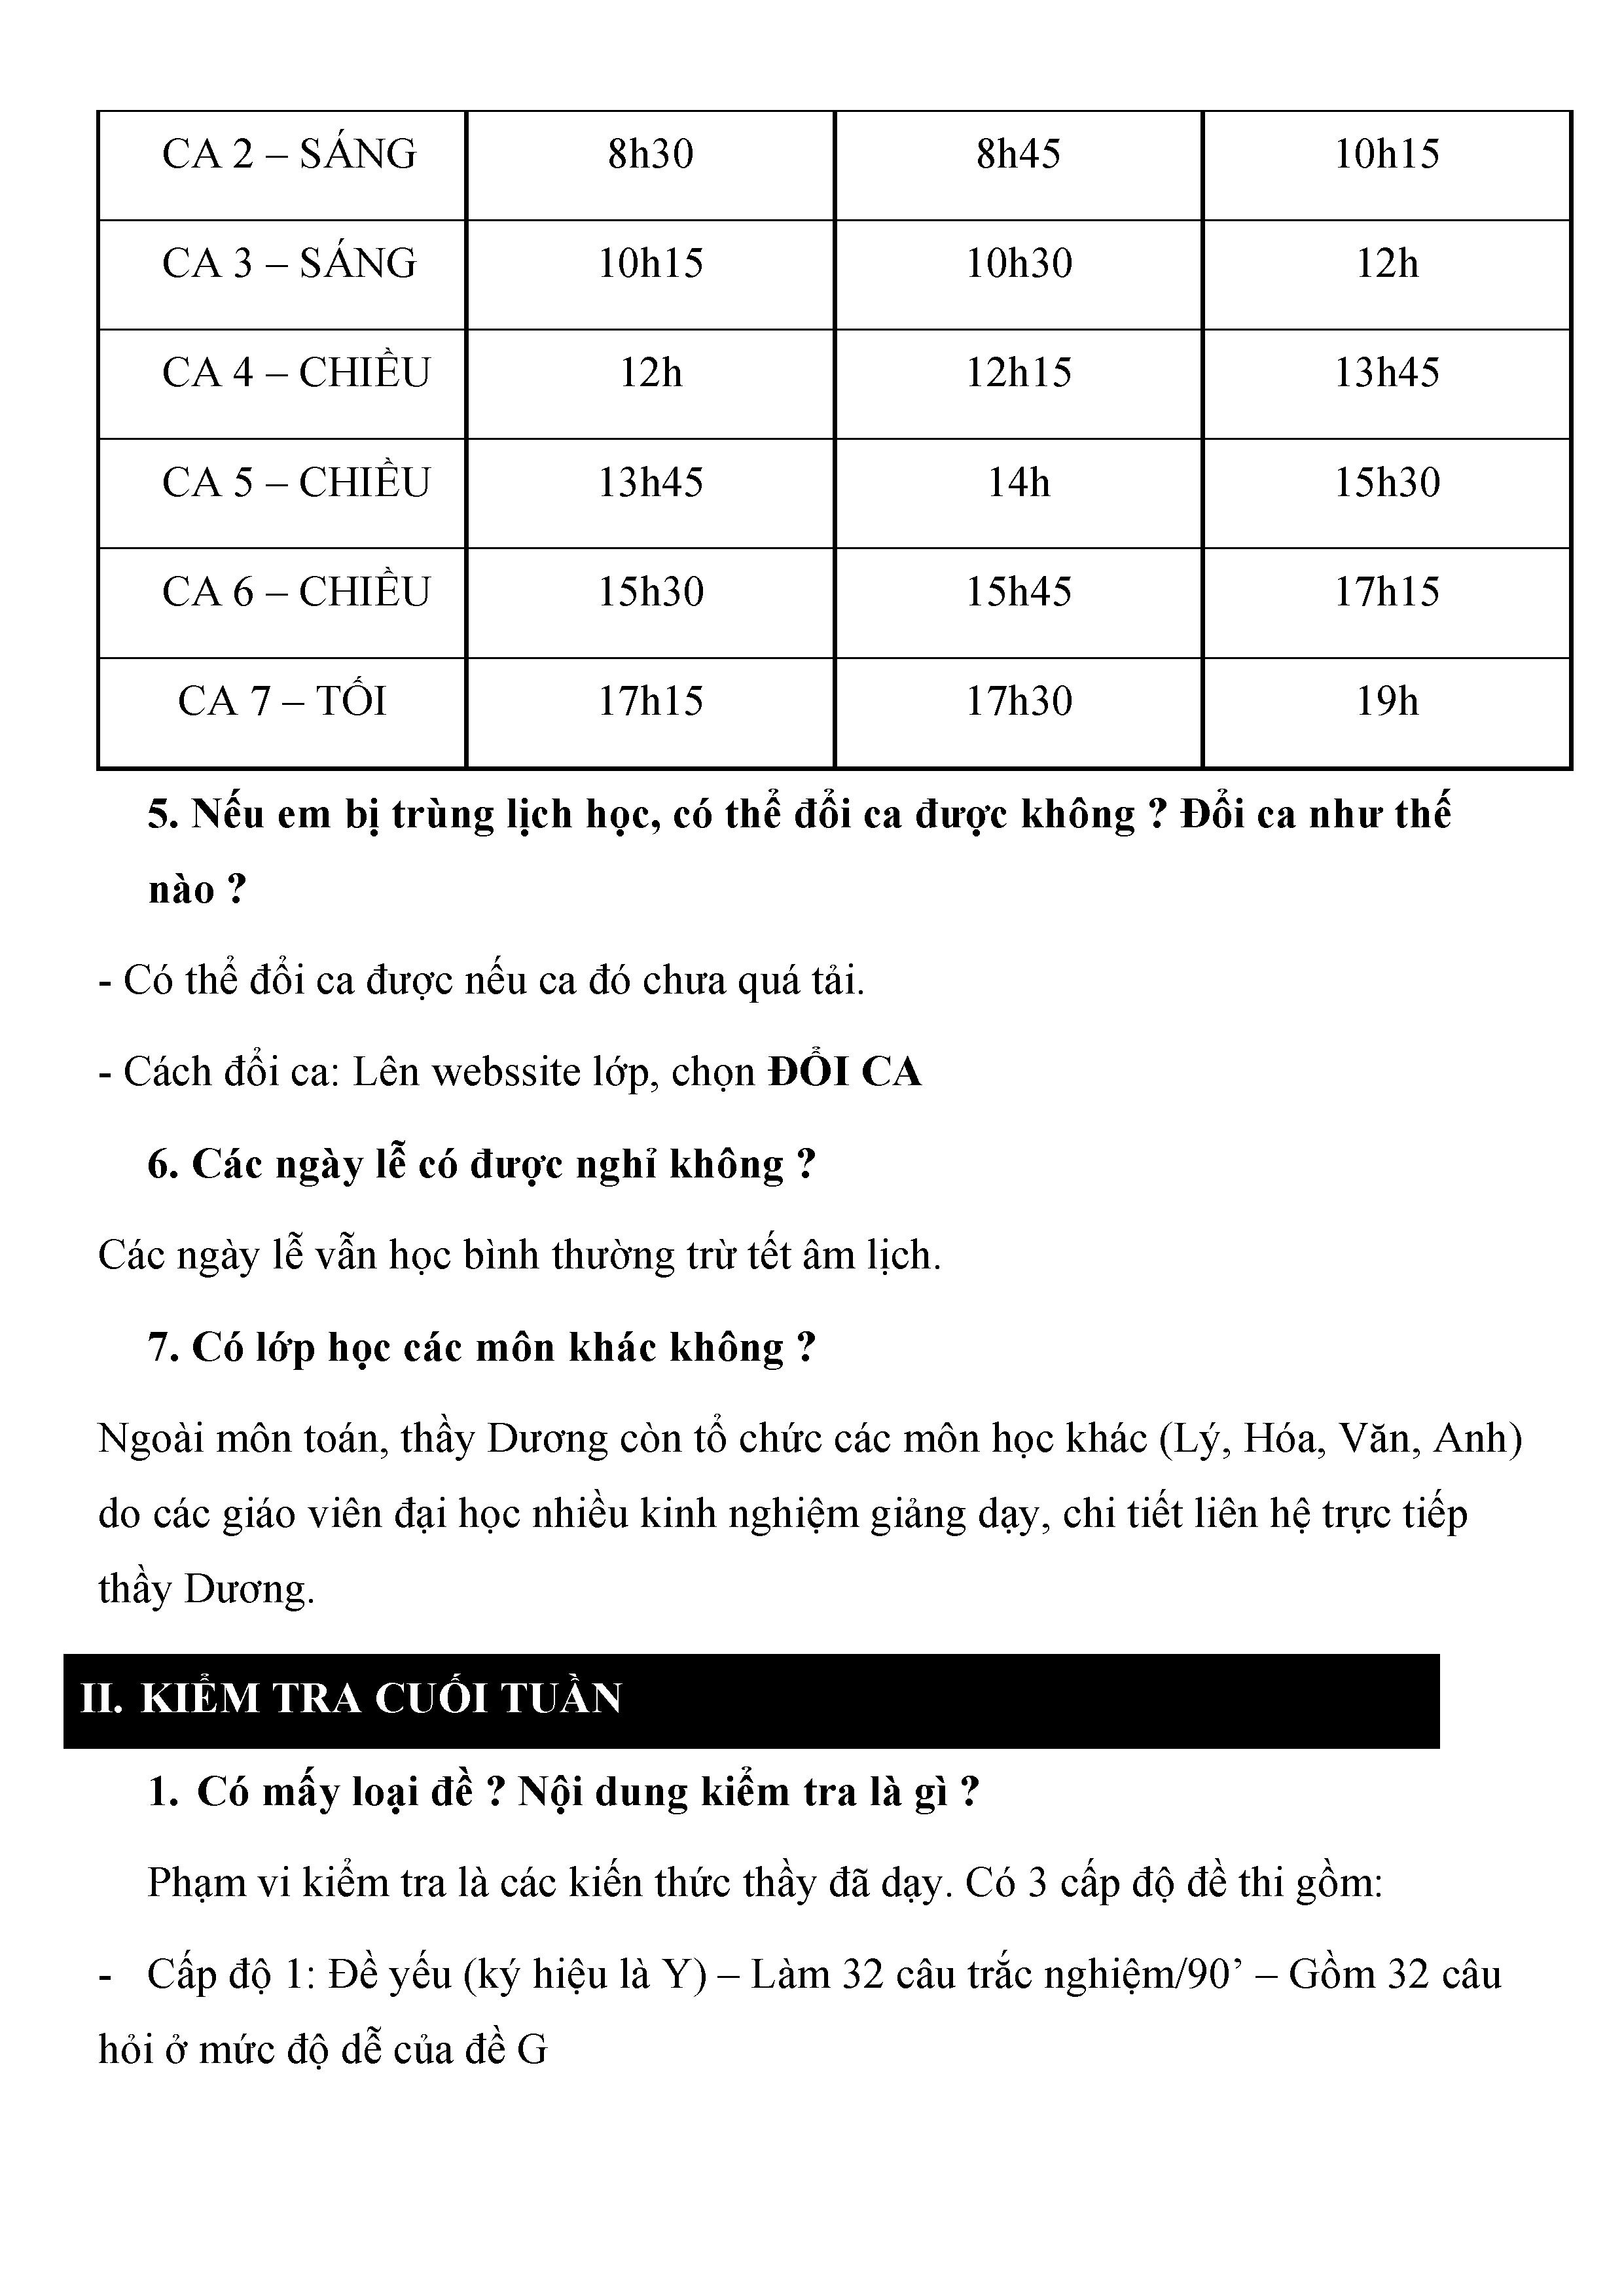 CA 2 – SÁNG 8h30 8h45 10h15
CA 3 – SÁNG 10h15 10h30 12h
CA 4 – CHIỀU 12h 12h15 13h45
CA 5 – CHIỀU 13h45 14h 15h30
CA 6 – CHIỀU 15h30 15h45 17h15
CA 7 – TỐI 17h15 17h30 19h
5. Nếu em bị trùng lịch học, có thể đổi ca được không ? Đổi ca như thế
nào ?
- Có thể đổi ca được nếu ca đó chưa quá tải.
- Cách đổi ca: Lên webssite lớp, chọn ĐỔI CA
6. Các ngày lễ có được nghỉ không ?
Các ngày lễ vẫn học bình thường trừ tết âm lịch.
7. Có lớp học các môn khác không ?
Ngoài môn toán, thầy Dương còn tổ chức các môn học khác (Lý, Hóa, Văn, Anh)
do các giáo viên đại học nhiều kinh nghiệm giảng dạy, chi tiết liên hệ trực tiếp
thầy Dương.
II. KIỂM TRA CUỐI TUẦN
1. Có mấy loại đề ? Nội dung kiểm tra là gì ?
Phạm vi kiểm tra là các kiến thức thầy đã dạy. Có 3 cấp độ đề thi gồm:
- Cấp độ 1: Đề yếu (ký hiệu là Y) – Làm 32 câu trắc nghiệm/90’ – Gồm 32 câu
hỏi ở mức độ dễ của đề G